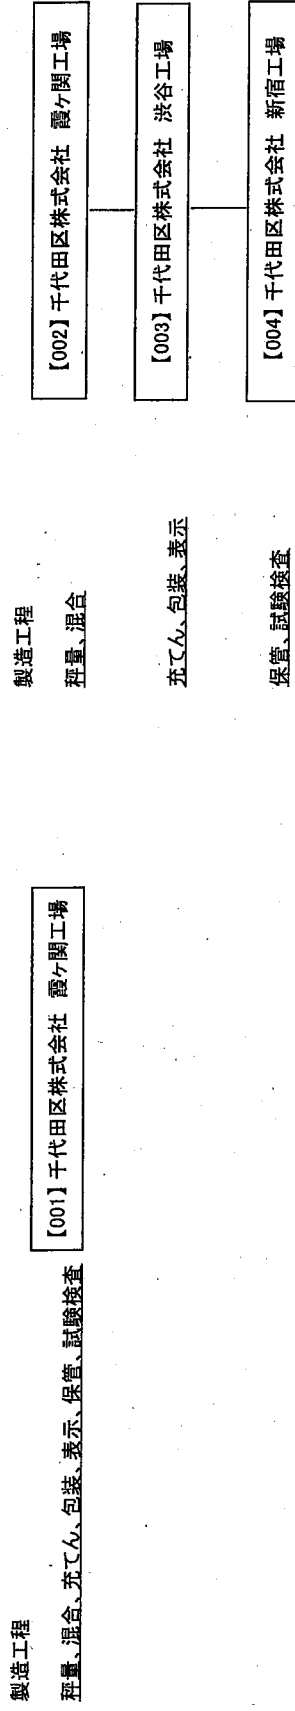 製造工程
秤量、混合、充てん、包装、表示、保管、試験検査
【001】千代田区株式会社 霞ヶ関工場
製造工程
秤量、混合
【002】千代田区株式会社 霞ヶ関工場
充てん、包装、表示
【003】千代田区株式会社 渋谷工場
保管、試験検査
【004】千代田区株式会社 新宿工場